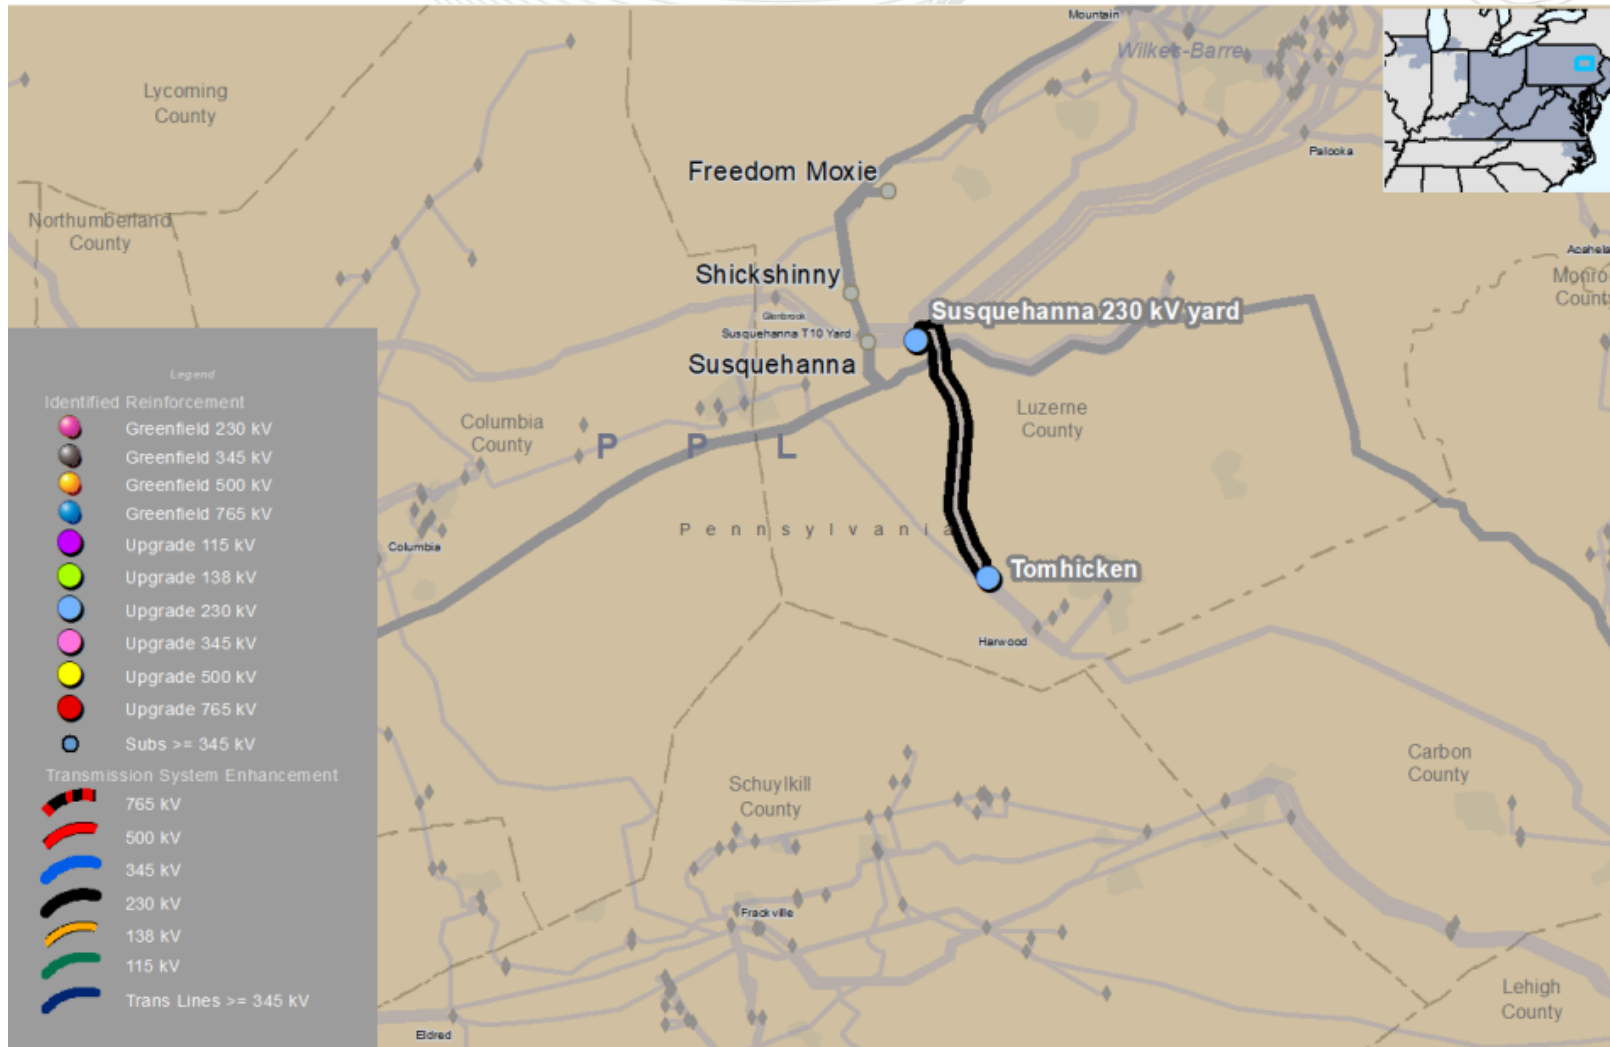 Mountain
Wilkes-Barre
Lycoming
County
Palooka
Freedom Moxie
Northumberland
County
Acahela
Monro
Count
Shickshinny
Glenbrook
Susquehanna T10 Yard
Susquehanna 230 kV yard
Susquehanna
Luzerne
County
Columbia
County
P P L
Pennsylvania
Columbia
Tomhicken
Harwood
Carbon
County
Schuylkill
County
Frackville
Lehigh
County
Eldred
Legend
Identified Reinforcement
Greenfield 230 kV
Greenfield 345 kV
Greenfield 500 kV
Greenfield 765 kV
Upgrade 115 kV
Upgrade 138 kV
Upgrade 230 kV
Upgrade 345 kV
Upgrade 500 kV
Upgrade 765 kV
Subs >= 345 kV
Transmission System Enhancement
765 kV
500 kV
345 kV
230 kV
138 kV
115 kV
Trans Lines >= 345 kV